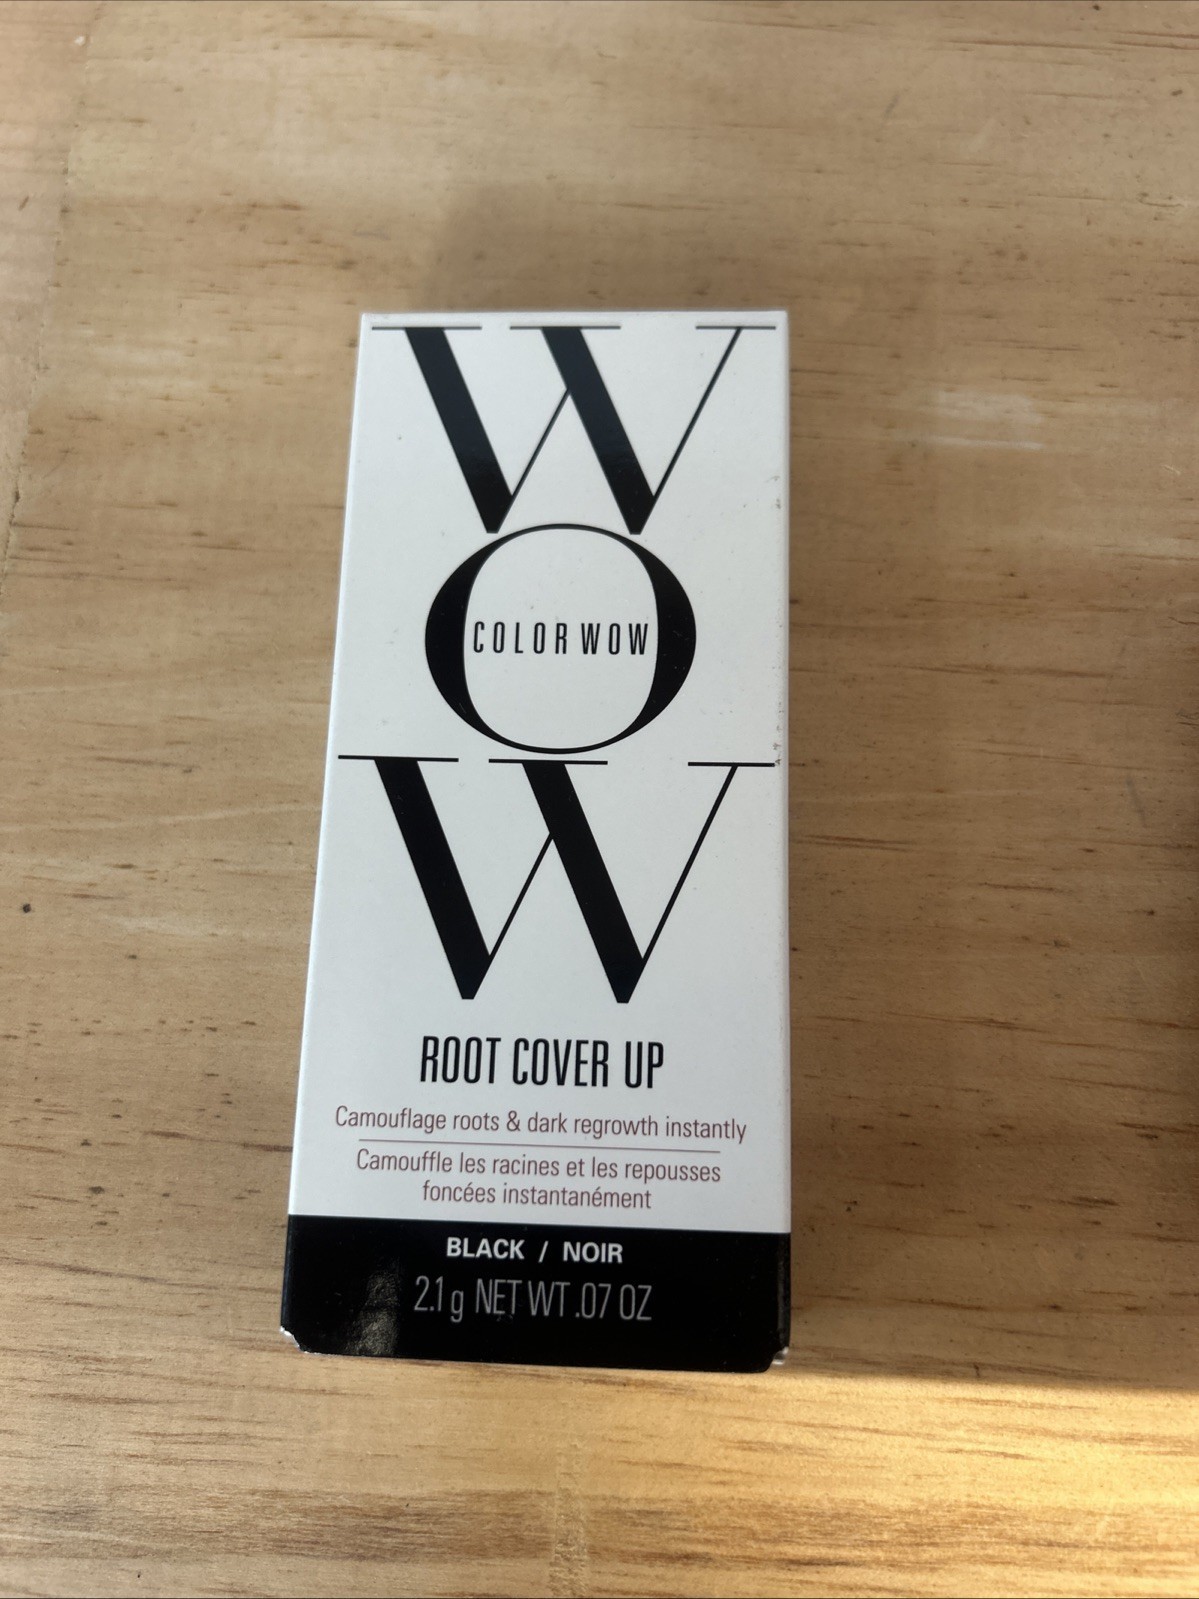 WOW
COLOR WOW
ROOT COVER UP
Camouflage roots & dark regrowth instantly
Camouffle les racines et les repousses
foncées instantanément
BLACK / NOIR
2.1 g NET WT .07 OZ